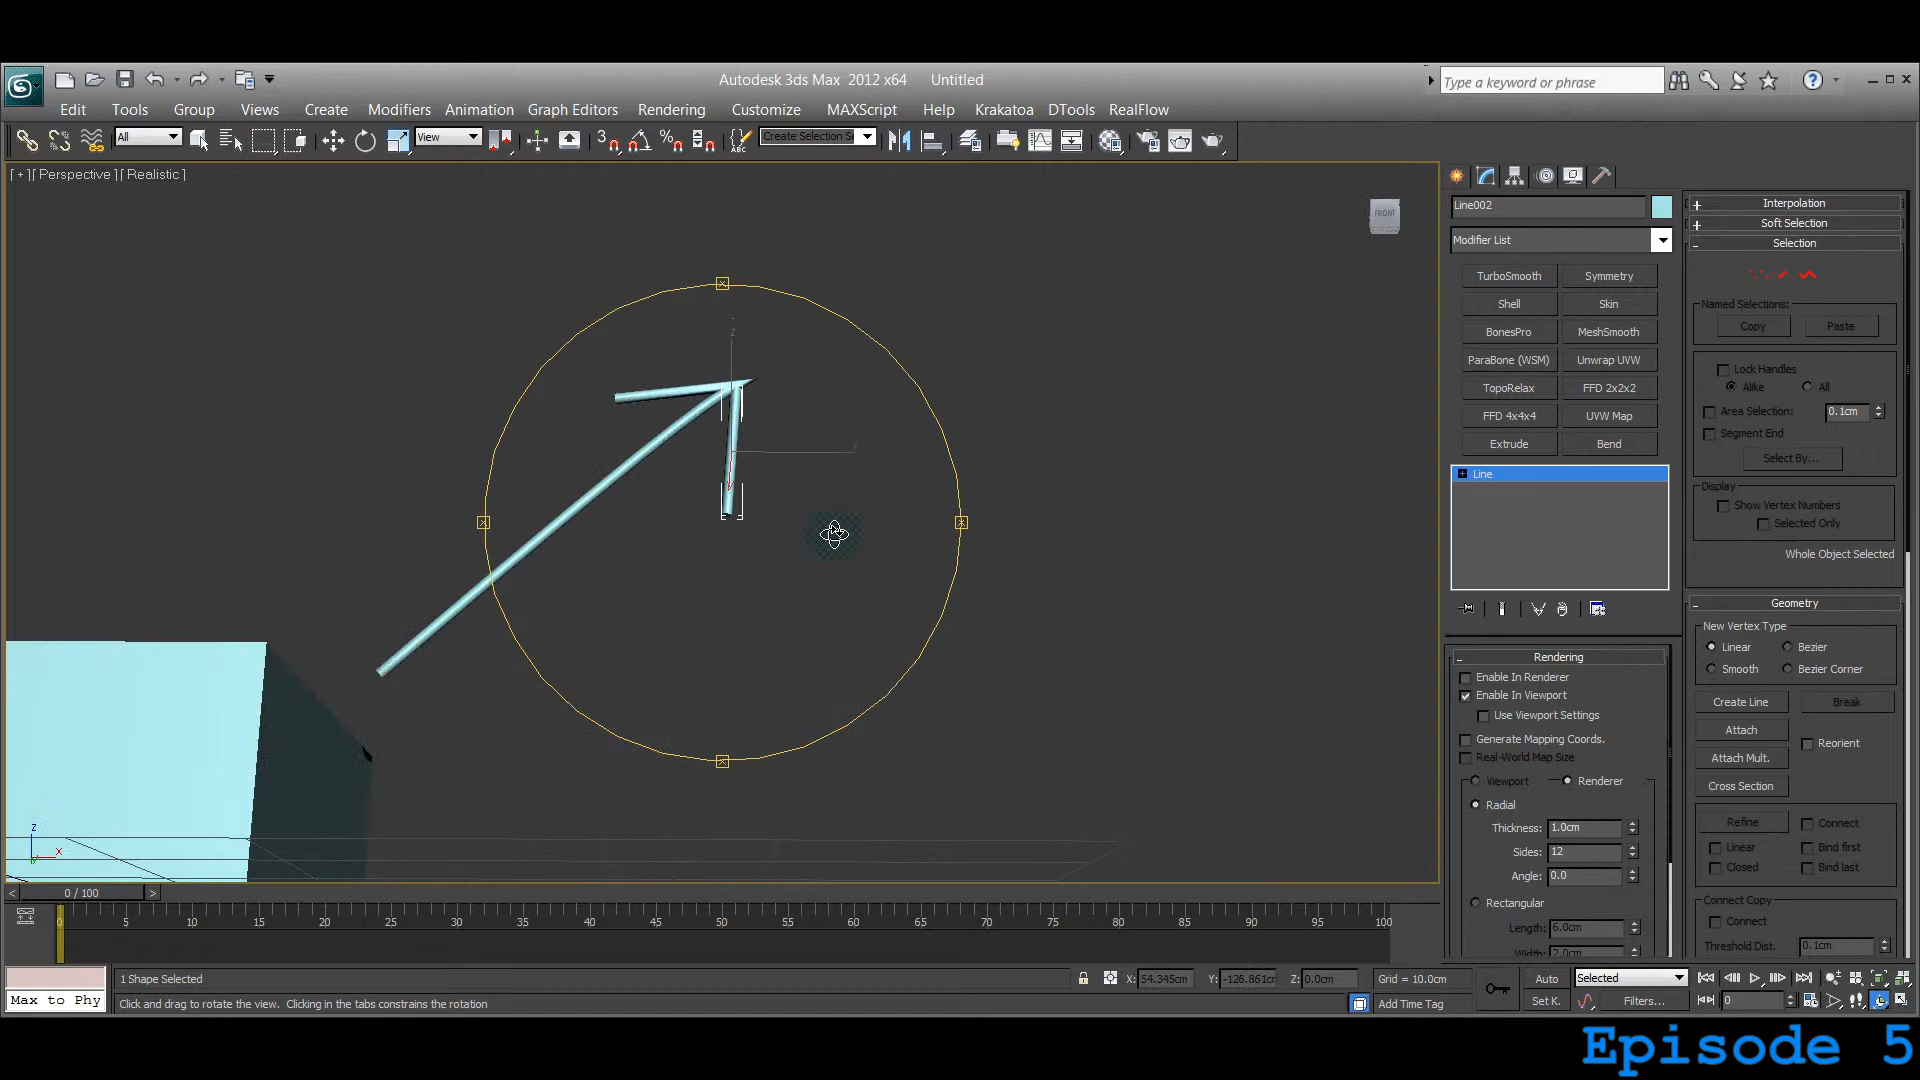 Autodesk 3ds Max 2012 x64 Untitled
Type a keyword or phrase
Edit Tools Group Views Create Modifiers Animation Graph Editors Rendering Customize MAXScript Help Krakatoa DTools RealFlow
All View 3 % ABC Create Selection Se
[ + ][ Perspective ][ Realistic ]
FRONT
Line002
Modifier List
TurboSmooth Symmetry
Shell Skin
BonesPro MeshSmooth
ParaBone (WSM) Unwrap UVW
TopoRelax FFD 2x2x2
FFD 4x4x4 UVW Map
Extrude Bend
Line
Rendering
Enable In Renderer
Enable In Viewport
Use Viewport Settings
Generate Mapping Coords.
Real-World Map Size
Viewport Renderer
Radial
Thickness: 1.0cm
Sides: 12
Angle: 0.0
Rectangular
Length: 6.0cm
Width: 2.0cm
Interpolation
Soft Selection
Selection
Named Selections:
Copy Paste
Lock Handles
Alike All
Area Selection: 0.1cm
Segment End
Select By...
Display
Show Vertex Numbers
Selected Only
Whole Object Selected
Geometry
New Vertex Type
Linear Bezier
Smooth Bezier Corner
Create Line Break
Attach
Reorient
Attach Mult.
Cross Section
Refine Connect
Linear Bind first
Closed Bind last
Connect Copy
Connect
Threshold Dist. 0.1cm
z
x
z
x
y
< 0 / 100 >
0 5 10 15 20 25 30 35 40 45 50 55 60 65 70 75 80 85 90 95 100
1 Shape Selected X: 54.345cm Y: -126.861cm Z: 0.0cm Grid = 10.0cm Auto Selected
Max to Phy Click and drag to rotate the view. Clicking in the tabs constrains the rotation Add Time Tag Set K. Filters... 0
Episode 5